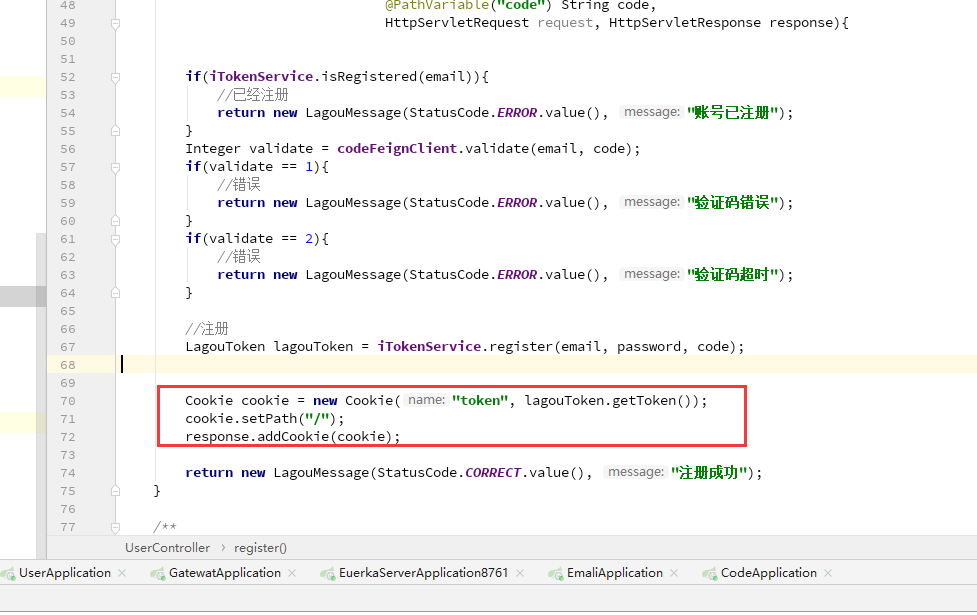 48 @PathVariable("code") String code,
49 HttpServletRequest request, HttpServletResponse response){
50
51
52 if(iTokenService.isRegistered(email)){
53 //已经注册
54 return new LagouMessage(StatusCode.ERROR.value(), message: "账号已注册");
55 }
56 Integer validate = codeFeignClient.validate(email, code);
57 if(validate == 1){
58 //错误
59 return new LagouMessage(StatusCode.ERROR.value(), message: "验证码错误");
60 }
61 if(validate == 2){
62 //错误
63 return new LagouMessage(StatusCode.ERROR.value(), message: "验证码超时");
64 }
65
66 //注册
67 LagouToken lagouToken = iTokenService.register(email, password, code);
68
69
70 Cookie cookie = new Cookie( name: "token", lagouToken.getToken());
71 cookie.setPath("/");
72 response.addCookie(cookie);
73
74 return new LagouMessage(StatusCode.CORRECT.value(), message: "注册成功");
75 }
76
77 /**
UserController › register()
UserApplication × GatewatApplication × EuerkaServerApplication8761 × EmaliApplication × CodeApplication ×